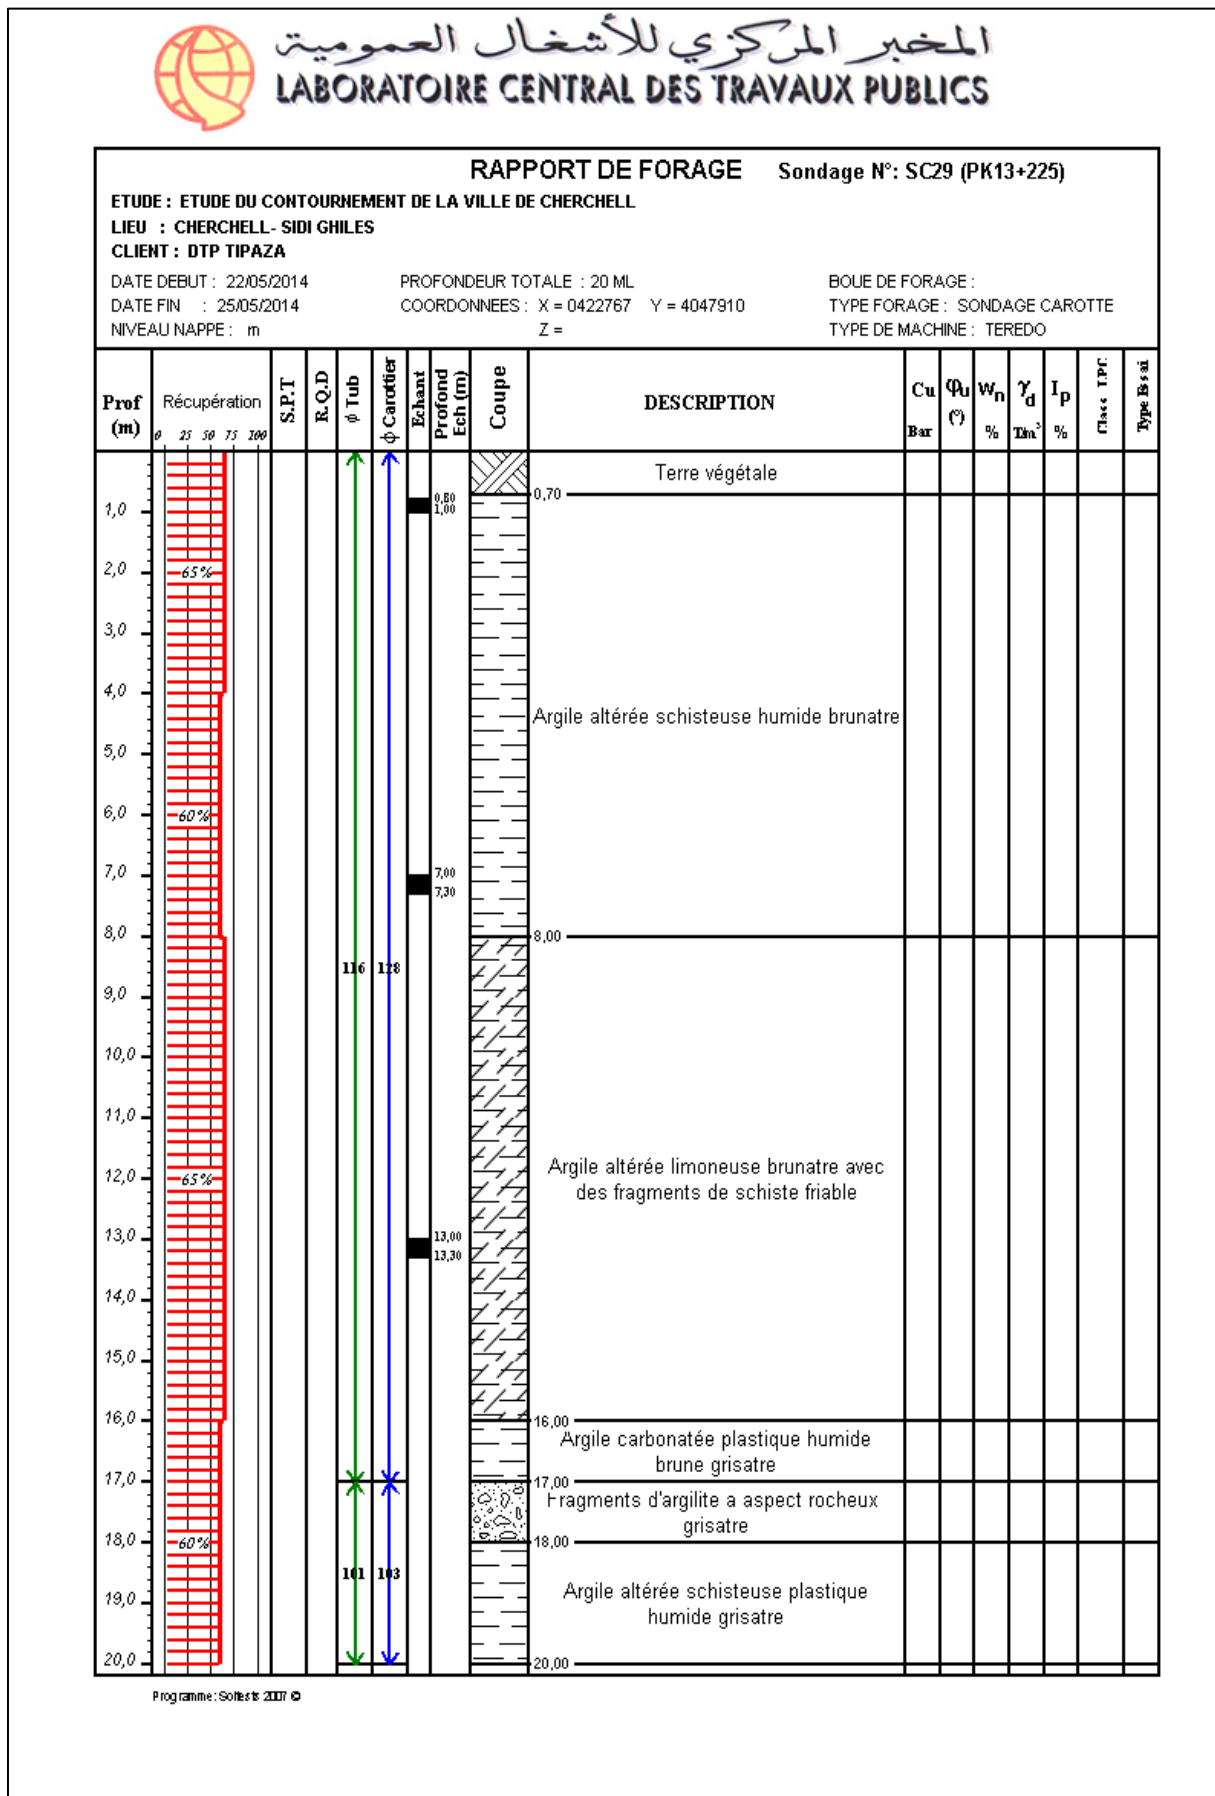 المخبر المركزي للأشغال العمومية
LABORATOIRE CENTRAL DES TRAVAUX PUBLICS
RAPPORT DE FORAGE Sondage N°: SC29 (PK13+225)
ETUDE : ETUDE DU CONTOURNEMENT DE LA VILLE DE CHERCHELL
LIEU : CHERCHELL- SIDI GHILES
CLIENT : DTP TIPAZA
DATE DEBUT : 22/05/2014 PROFONDEUR TOTALE : 20 ML BOUE DE FORAGE :
DATE FIN : 25/05/2014 COORDONNEES : X = 0422767 Y = 4047910 TYPE FORAGE : SONDAGE CAROTTE
NIVEAU NAPPE : m Z = TYPE DE MACHINE : TEREDO
Prof (m)
Récupération
0 25 50 75 100
S.P.T
R.Q.D
ϕ Tub
ϕ Carottier
Echant
Profond Ech (m)
Coupe
DESCRIPTION
Cu Bar
φu (°)
Wn %
γd T/m³
Ip %
Class LPC
Type Essai
Terre végétale
0,80
0,70
1,0
1,00
2,0
65%
3,0
4,0
Argile altérée schisteuse humide brunatre
5,0
6,0
60%
7,0
7,00
7,30
8,0
8,00
116 128
9,0
10,0
11,0
12,0
65%
Argile altérée limoneuse brunatre avec
des fragments de schiste friable
13,0
13,00
13,30
14,0
15,0
16,0
16,00
Argile carbonatée plastique humide
brune grisatre
17,0
17,00
Fragments d'argilite a aspect rocheux
grisatre
18,0
60%
18,00
101 103
19,0
Argile altérée schisteuse plastique
humide grisatre
20,0
20,00
Programme: Soltests 2007 ©